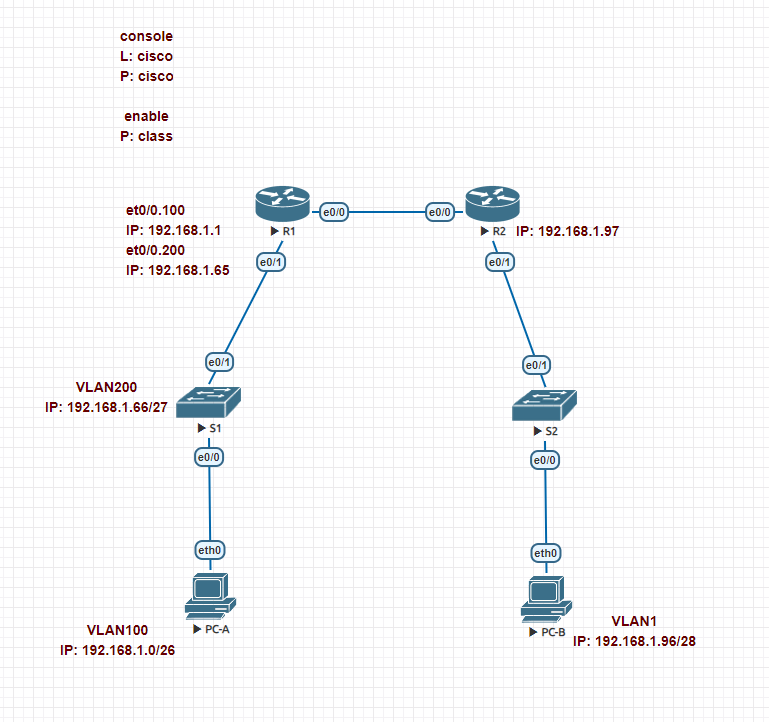 console
L: cisco
P: cisco
enable
P: class
et0/0.100
IP: 192.168.1.1
et0/0.200
IP: 192.168.1.65
e0/0
e0/0
R1
R2
IP: 192.168.1.97
e0/1
e0/1
e0/1
e0/1
VLAN200
IP: 192.168.1.66/27
S1
S2
e0/0
e0/0
eth0
eth0
PC-A
PC-B
VLAN100
IP: 192.168.1.0/26
VLAN1
IP: 192.168.1.96/28